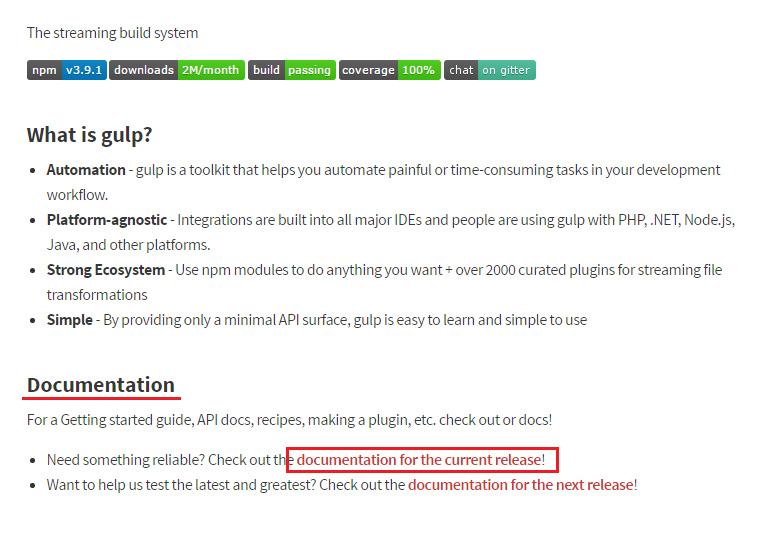 The streaming build system
npm v3.9.1 downloads 2M/month build passing coverage 100% chat on gitter
What is gulp?
Automation - gulp is a toolkit that helps you automate painful or time-consuming tasks in your development
workflow.
Platform-agnostic - Integrations are built into all major IDEs and people are using gulp with PHP, .NET, Node.js,
Java, and other platforms.
Strong Ecosystem - Use npm modules to do anything you want + over 2000 curated plugins for streaming file
transformations
Simple - By providing only a minimal API surface, gulp is easy to learn and simple to use
Documentation
For a Getting started guide, API docs, recipes, making a plugin, etc. check out or docs!
Need something reliable? Check out the documentation for the current release!
Want to help us test the latest and greatest? Check out the documentation for the next release!